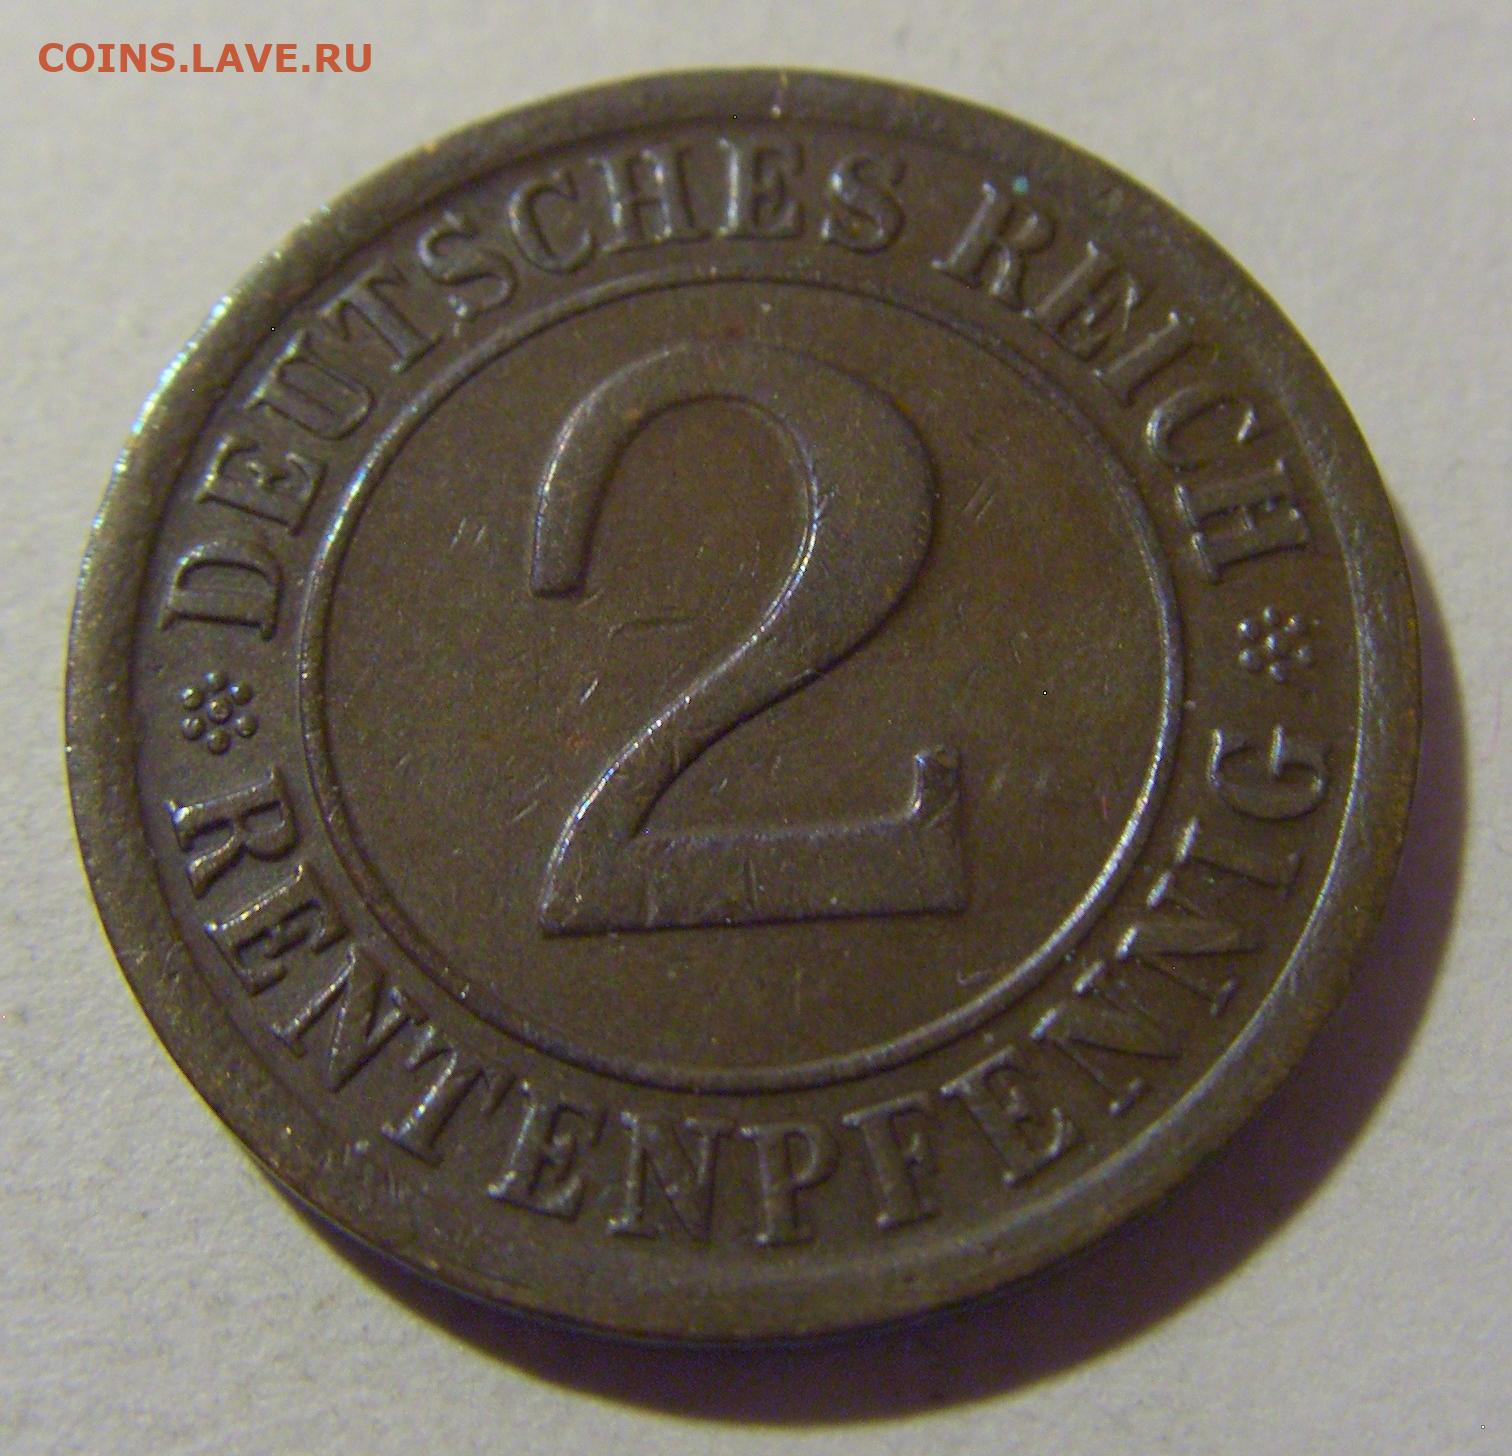 COINS.LAVE.RU
DEUTSCHES REICH
2
RENTENPFENNIG